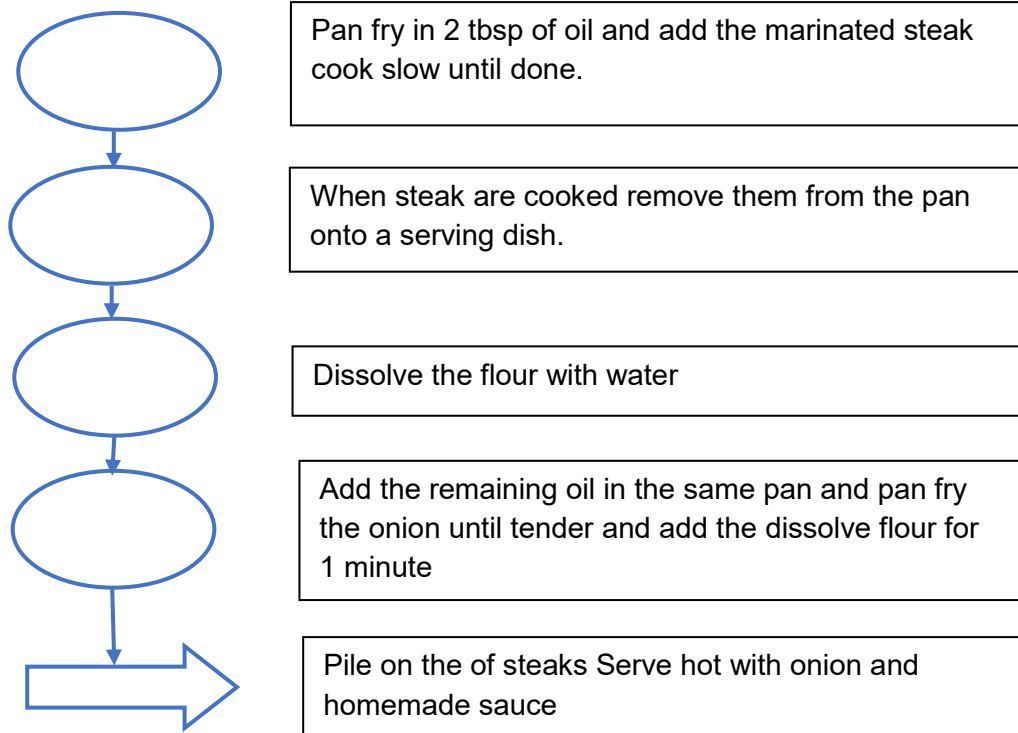 Pan fry in 2 tbsp of oil and add the marinated steak
cook slow until done.
When steak are cooked remove them from the pan
onto a serving dish.
Dissolve the flour with water
Add the remaining oil in the same pan and pan fry
the onion until tender and add the dissolve flour for
1 minute
Pile on the of steaks Serve hot with onion and
homemade sauce